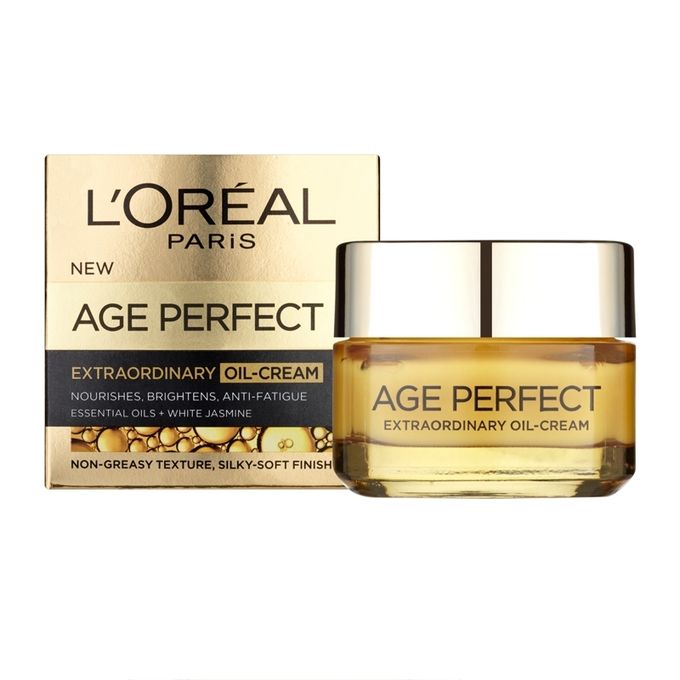 L'ORÉAL
PARiS
NEW
AGE PERFECT
EXTRAORDINARY OIL-CREAM
NOURISHES, BRIGHTENS, ANTI-FATIGUE
ESSENTIAL OILS + WHITE JASMINE
NON-GREASY TEXTURE, SILKY-SOFT FINISH
AGE PERFECT
EXTRAORDINARY OIL-CREAM